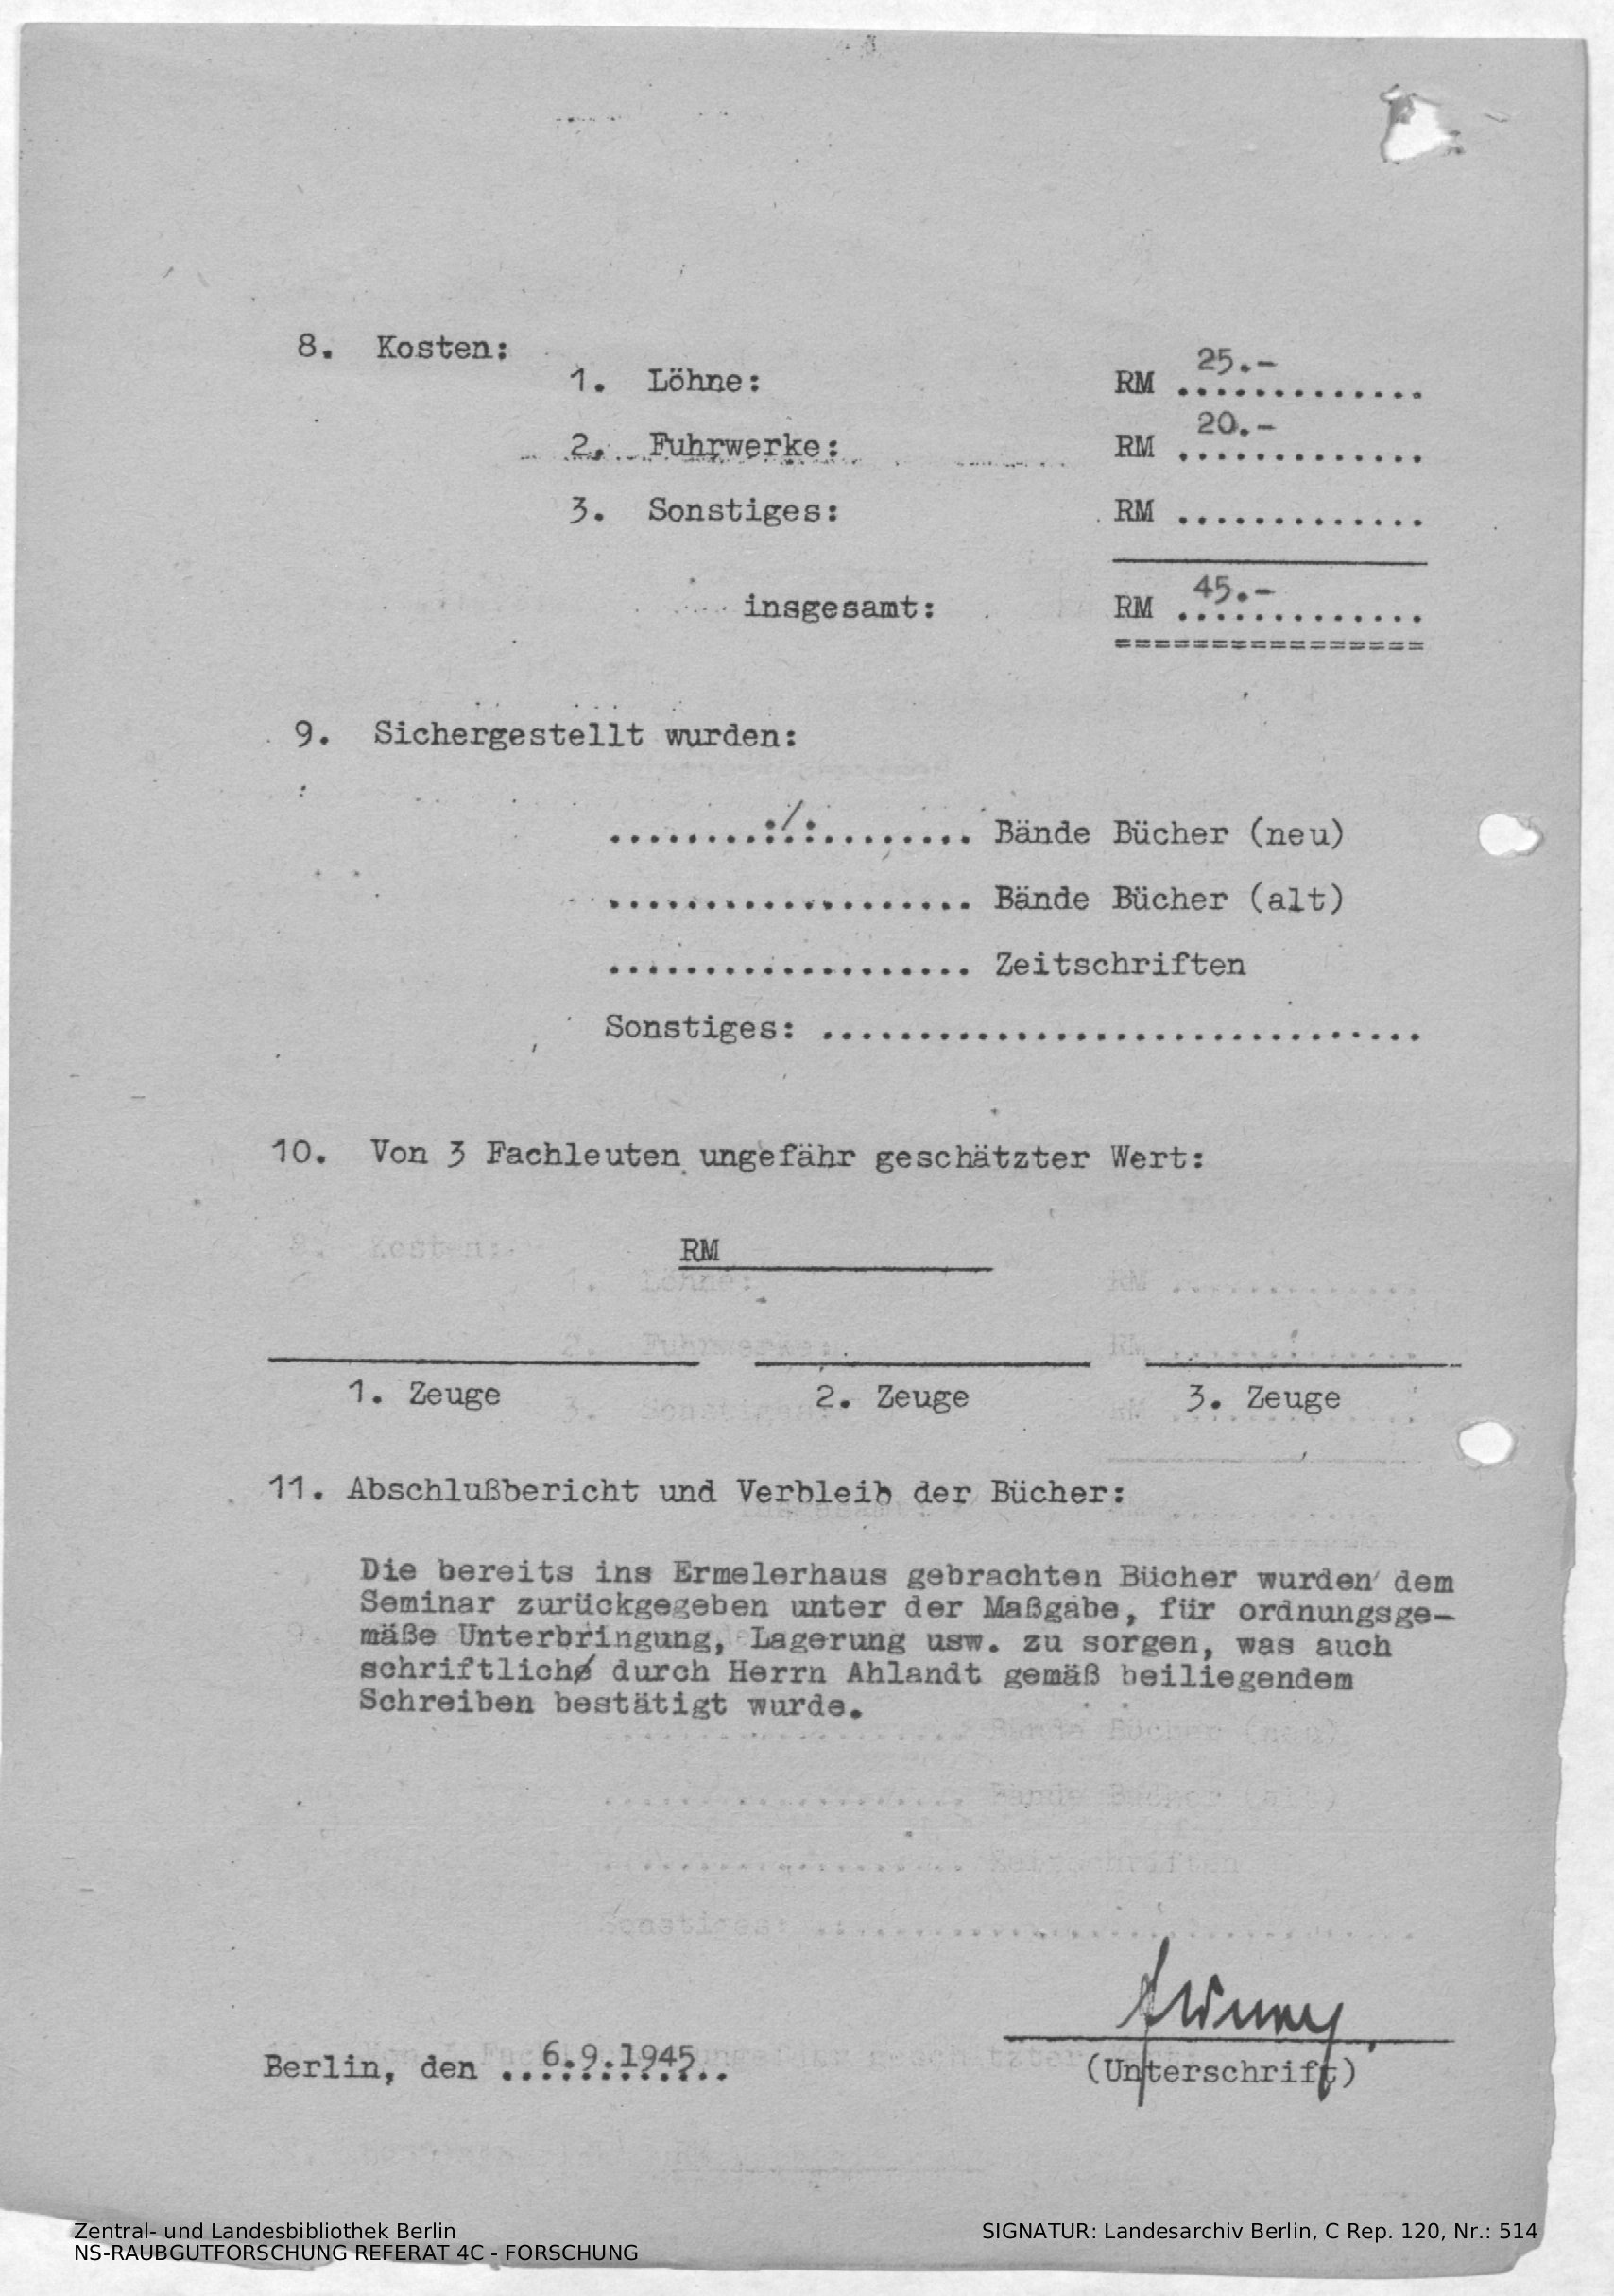 8. Kosten:
1. Löhne: RM 25.- .............
2. Fuhrwerke: RM 20.- .............
3. Sonstiges: RM .............
insgesamt: RM 45.- .............
================
9. Sichergestellt wurden:
........./......... Bände Bücher (neu)
................... Bände Bücher (alt)
................... Zeitschriften
Sonstiges: ...............................
10. Von 3 Fachleuten ungefähr geschätzter Wert:
RM
1. Zeuge 2. Zeuge 3. Zeuge
11. Abschlußbericht und Verbleib der Bücher:
Die bereits ins Ermelerhaus gebrachten Bücher wurden dem
Seminar zurückgegeben unter der Maßgabe, für ordnungsge-
mäße Unterbringung, Lagerung usw. zu sorgen, was auch
schriftlich durch Herrn Ahlandt gemäß beiliegendem
Schreiben bestätigt wurde.
Berlin, den 6.9.1945
(Unterschrift)
Zentral- und Landesbibliothek Berlin
NS-RAUBGUTFORSCHUNG REFERAT 4C - FORSCHUNG
SIGNATUR: Landesarchiv Berlin, C Rep. 120, Nr.: 514